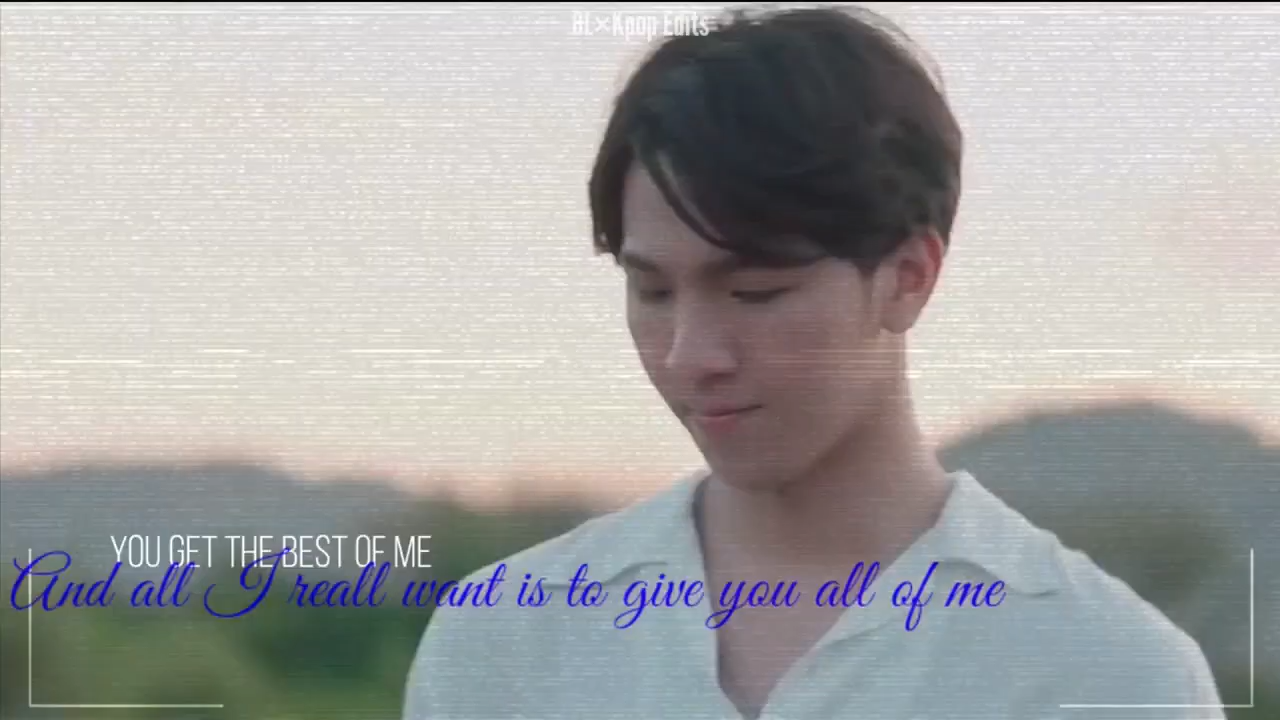 BL×Kpop Edits
YOU GET THE BEST OF ME
And all I reall want is to give you all of me